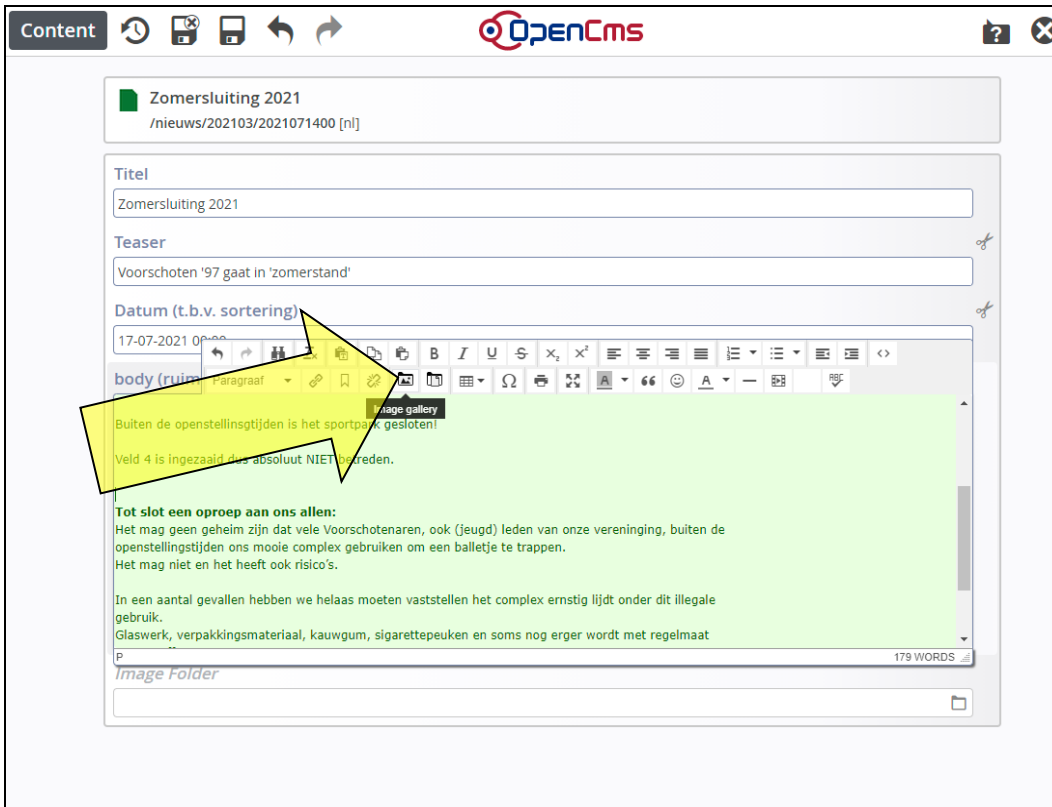 Content
OpenCms
Zomersluiting 2021
/nieuws/202103/2021071400 [nl]
Titel
Zomersluiting 2021
Teaser
Voorschoten '97 gaat in 'zomerstand'
Datum (t.b.v. sortering)
17-07-2021
body (ruim
Paragraaf
Image gallery
Buiten de openstellinsgtijden is het sportpark gesloten!
Veld 4 is ingezaaid dus absoluut NIET betreden.
Tot slot een oproep aan ons allen:
Het mag geen geheim zijn dat vele Voorschotenaren, ook (jeugd) leden van onze vereninging, buiten de
openstellingstijden ons mooie complex gebruiken om een balletje te trappen.
Het mag niet en het heeft ook risico's.
In een aantal gevallen hebben we helaas moeten vaststellen het complex ernstig lijdt onder dit illegale
gebruik.
Glaswerk, verpakkingsmateriaal, kauwgum, sigarettepeuken en soms nog erger wordt met regelmaat
P
179 WORDS
Image Folder